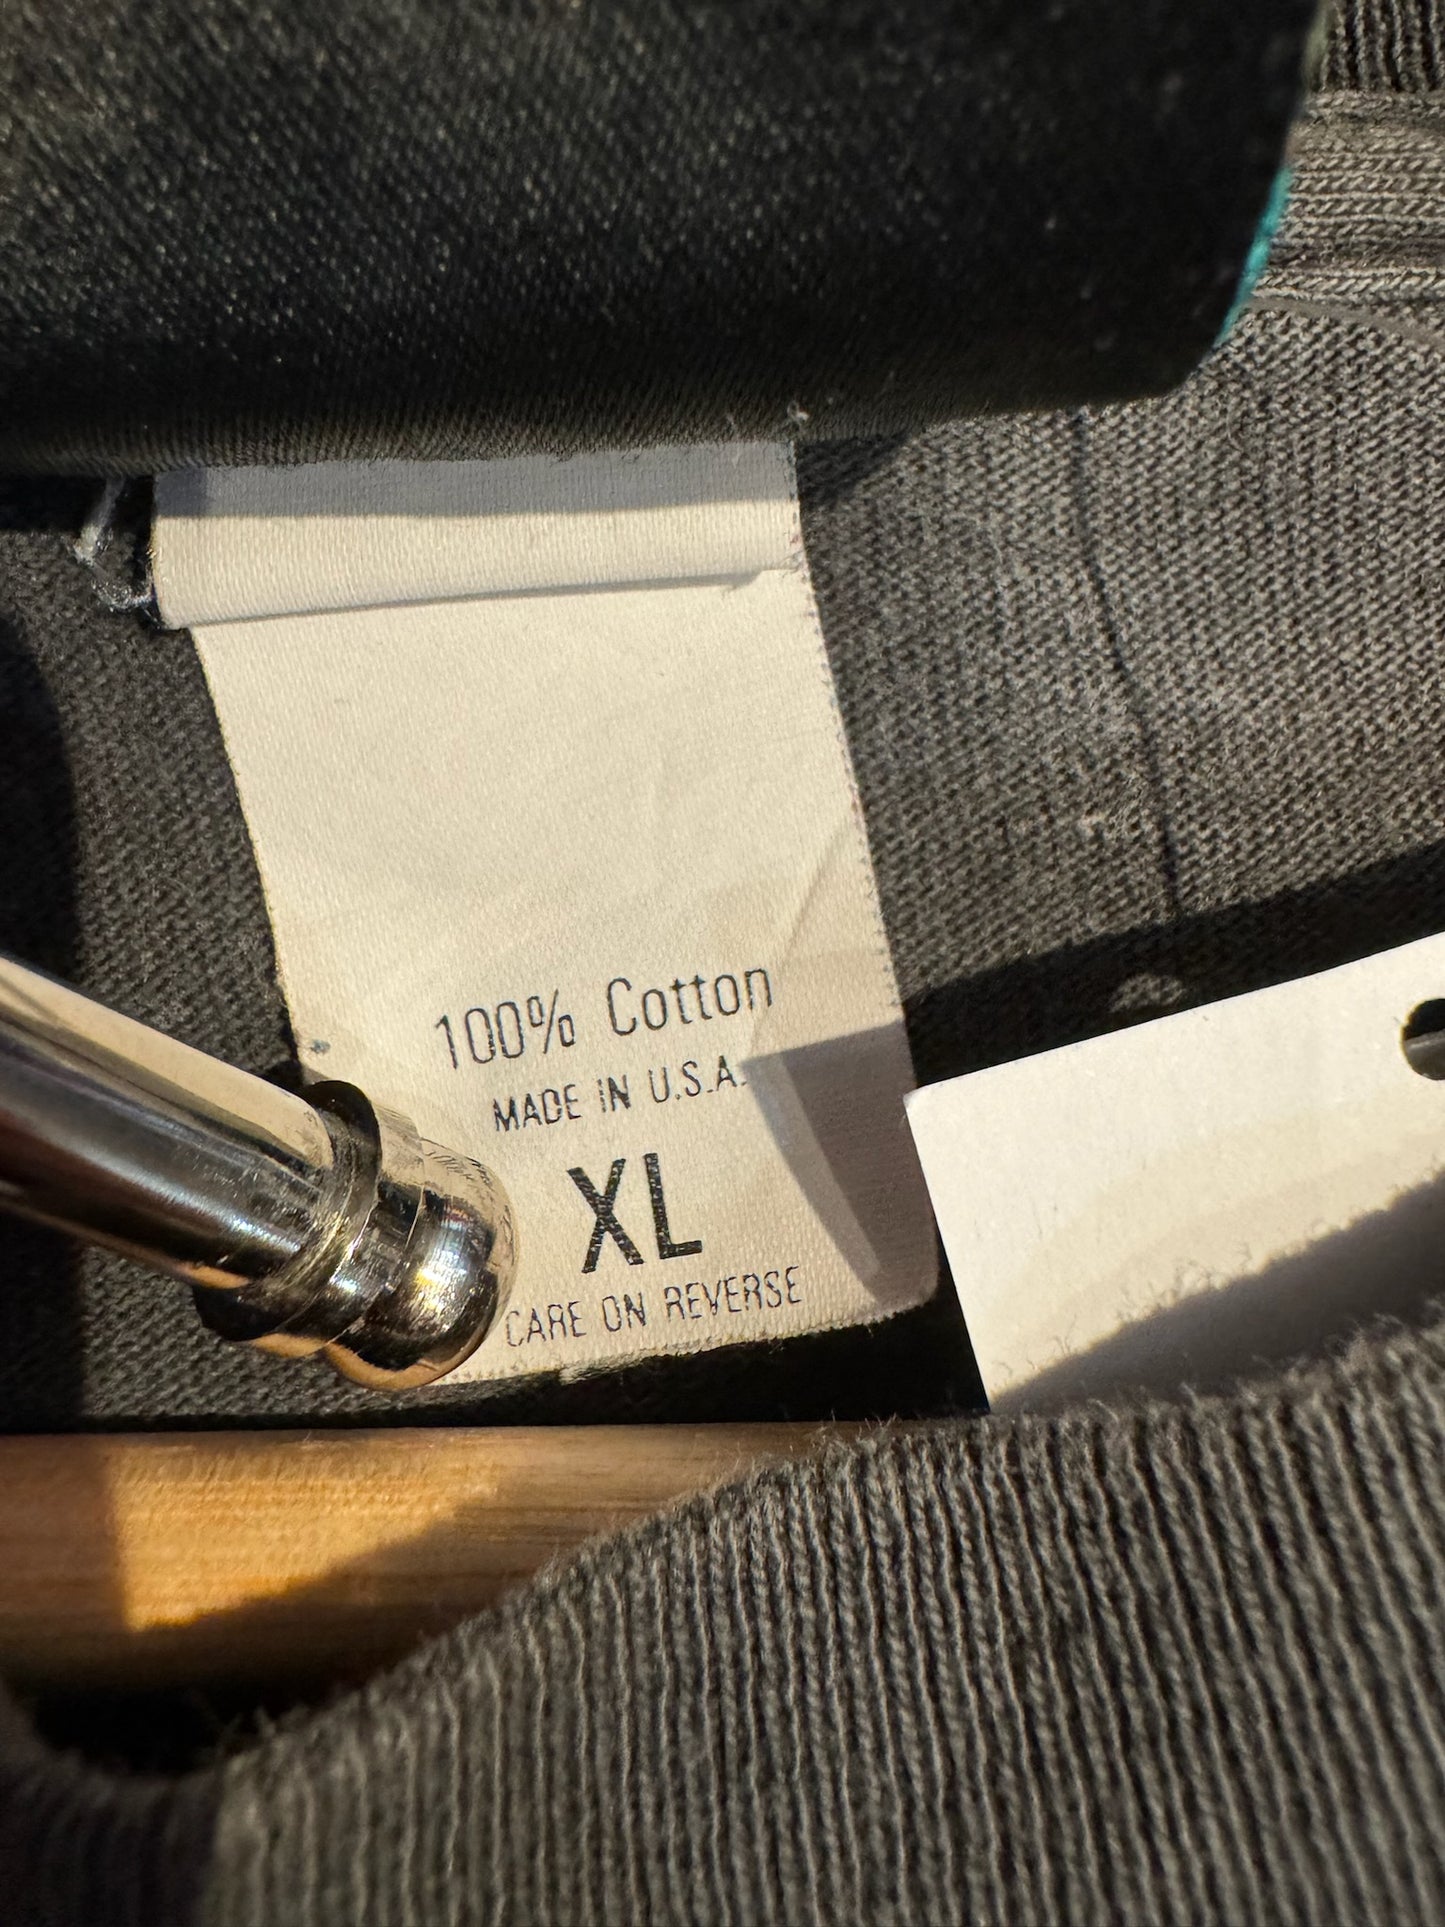 100% Cotton
MADE IN U.S.A.
XL
CARE ON REVERSE